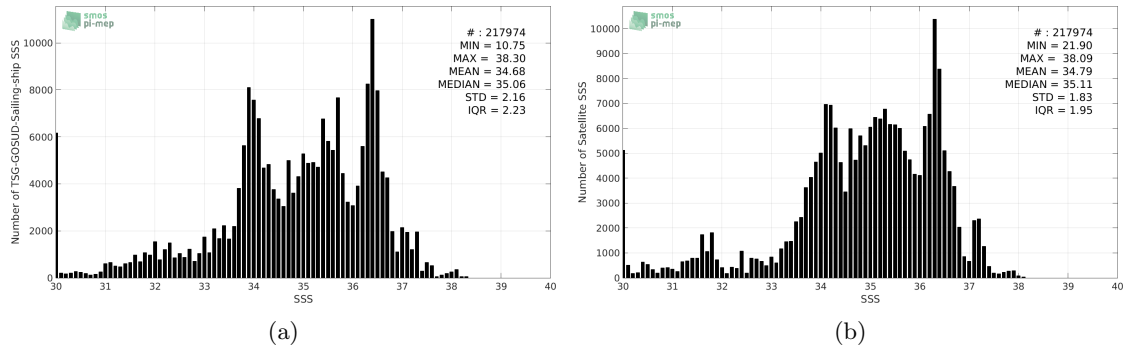 smos
pi-mep
# : 217974
MIN = 10.75
MAX = 38.30
MEAN = 34.68
MEDIAN = 35.06
STD = 2.16
IQR = 2.23
Number of TSG-GOSUD-Sailing-ship SSS
10000
8000
6000
4000
2000
0
30 31 32 33 34 35 36 37 38 39 40
SSS
(a)
smos
pi-mep
# : 217974
MIN = 21.90
MAX = 38.09
MEAN = 34.79
MEDIAN = 35.11
STD = 1.83
IQR = 1.95
Number of Satellite SSS
10000
9000
8000
7000
6000
5000
4000
3000
2000
1000
0
30 31 32 33 34 35 36 37 38 39 40
SSS
(b)